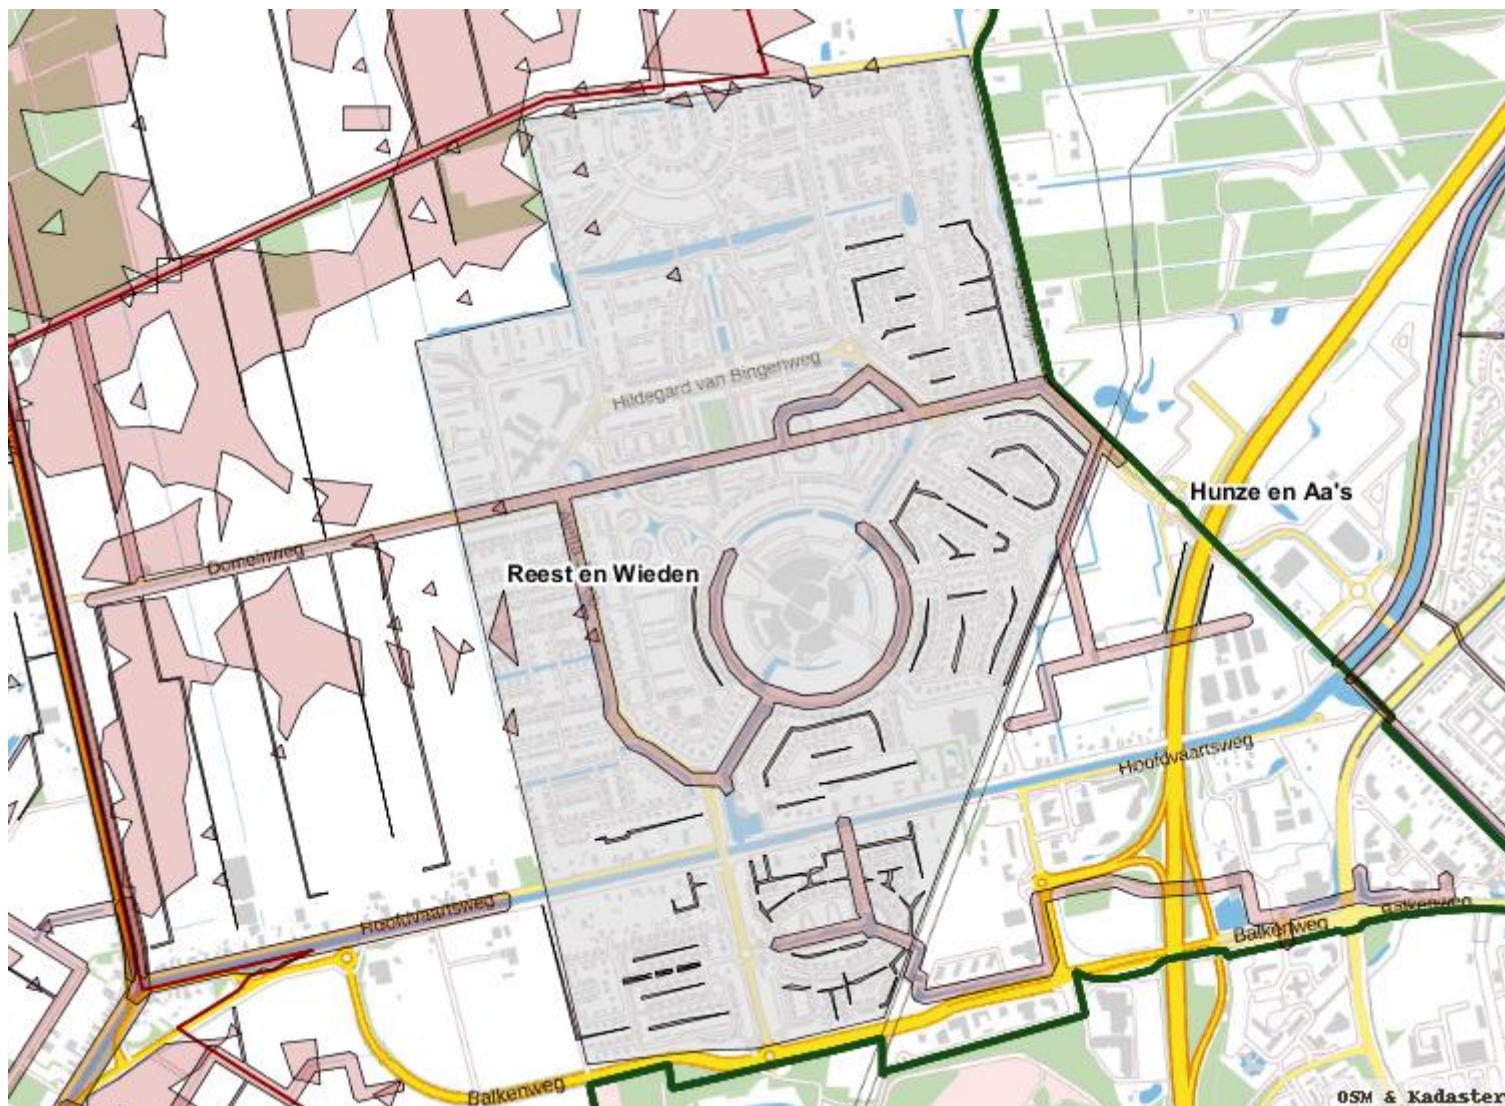 Hildegard van Bingenweg
Hunze en Aa's
Domeinweg
Reest en Wieden
Hoofdvaartsweg
Hoofdvaartsweg
Balkenweg
Balkenweg
Balkenweg
OSM & Kadaster